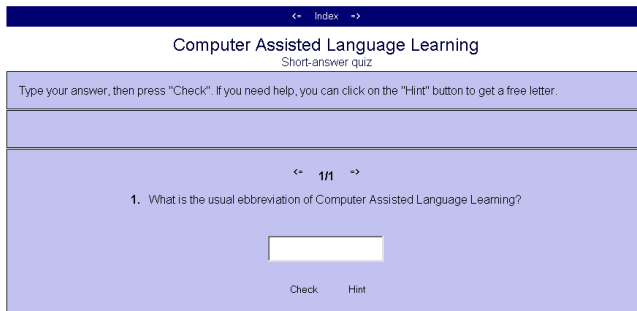 <= Index =>
Computer Assisted Language Learning
Short-answer quiz
Type your answer, then press "Check". If you need help, you can click on the "Hint" button to get a free letter.
<= 1/1 =>
1. What is the usual ebbreviation of Computer Assisted Language Learning?
Check Hint